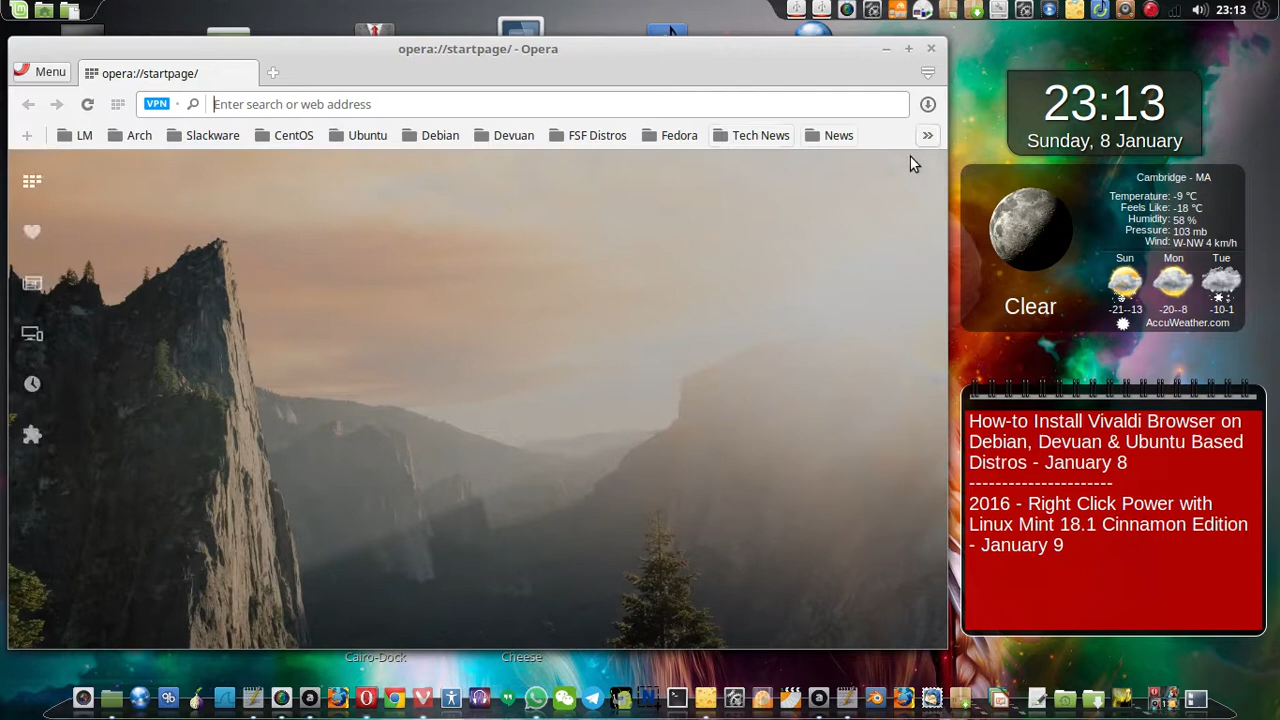 23:13
opera://startpage/ - Opera
Menu
opera://startpage/
VPN
Enter search or web address
LM
Arch
Slackware
CentOS
Ubuntu
Debian
Devuan
FSF Distros
Fedora
Tech News
News
23:13
Sunday, 8 January
Cambridge - MA
Temperature: -9 ℃
Feels Like: -18 ℃
Humidity: 58 %
Pressure: 103 mb
Wind: W-NW 4 km/h
Clear
Sun Mon Tue
-21--13 -20--8 -10-1
AccuWeather.com
How-to Install Vivaldi Browser on
Debian, Devuan & Ubuntu Based
Distros - January 8
----------------------
2016 - Right Click Power with
Linux Mint 18.1 Cinnamon Edition
- January 9
Cairo-Dock
Cheese